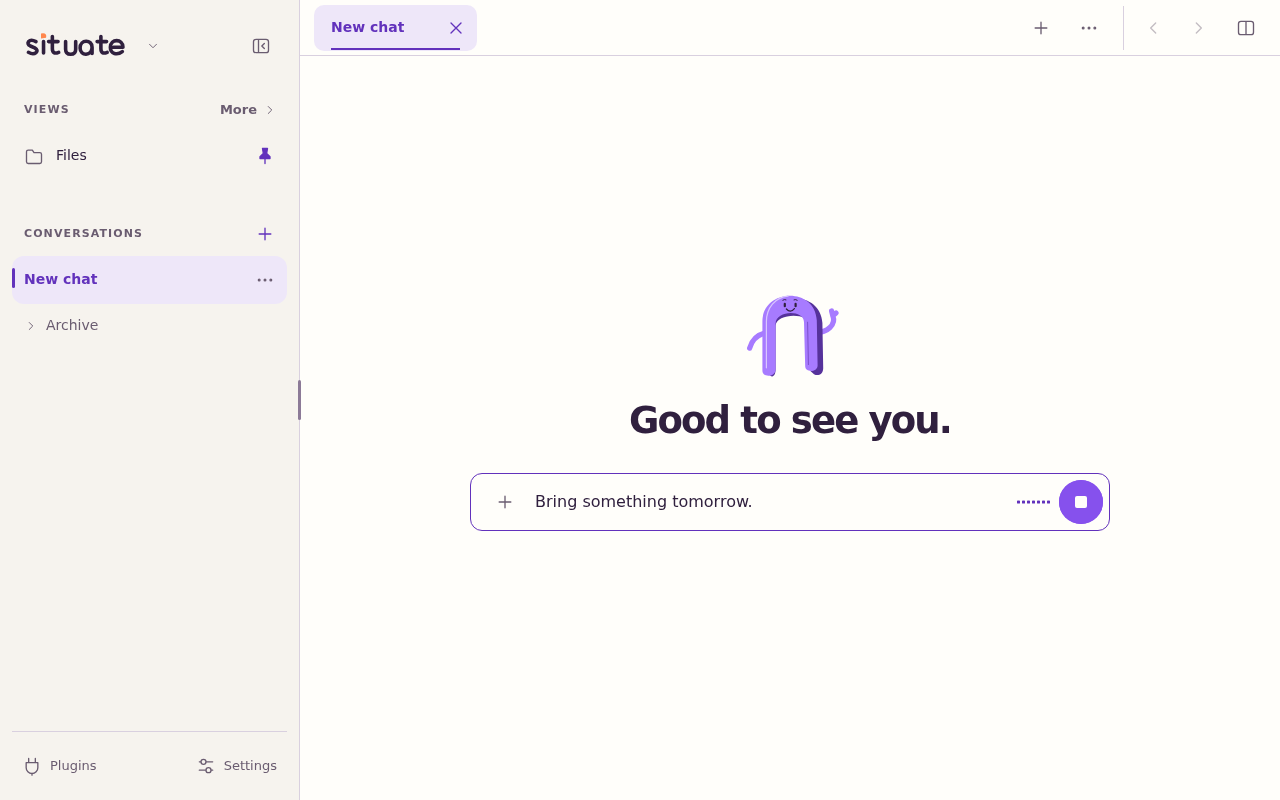 situate
VIEWS
More
Files
CONVERSATIONS
New chat
Archive
Plugins
Settings
New chat
Good to see you.
Bring something tomorrow.